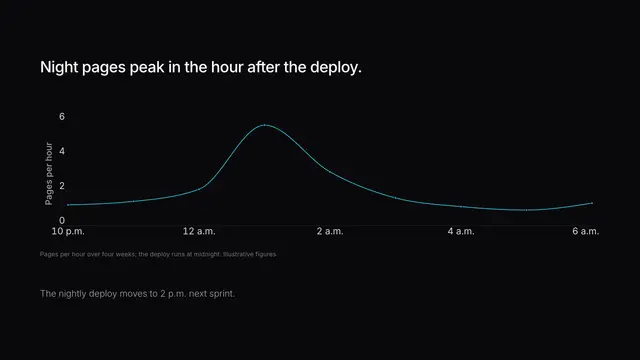 Night pages peak in the hour after the deploy.
6
4
2
0
Pages per hour
10 p.m. 12 a.m. 2 a.m. 4 a.m. 6 a.m.
Pages per hour over four weeks; the deploy runs at midnight. Illustrative figures
The nightly deploy moves to 2 p.m. next sprint.